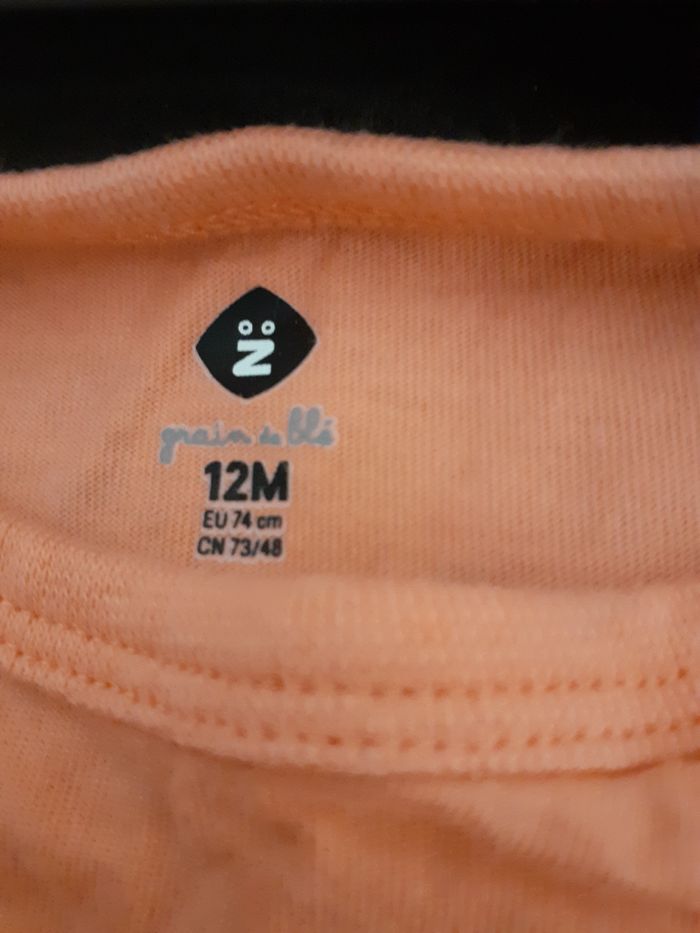 Z
grain de blé
12M
EU 74 cm
CN 73/48